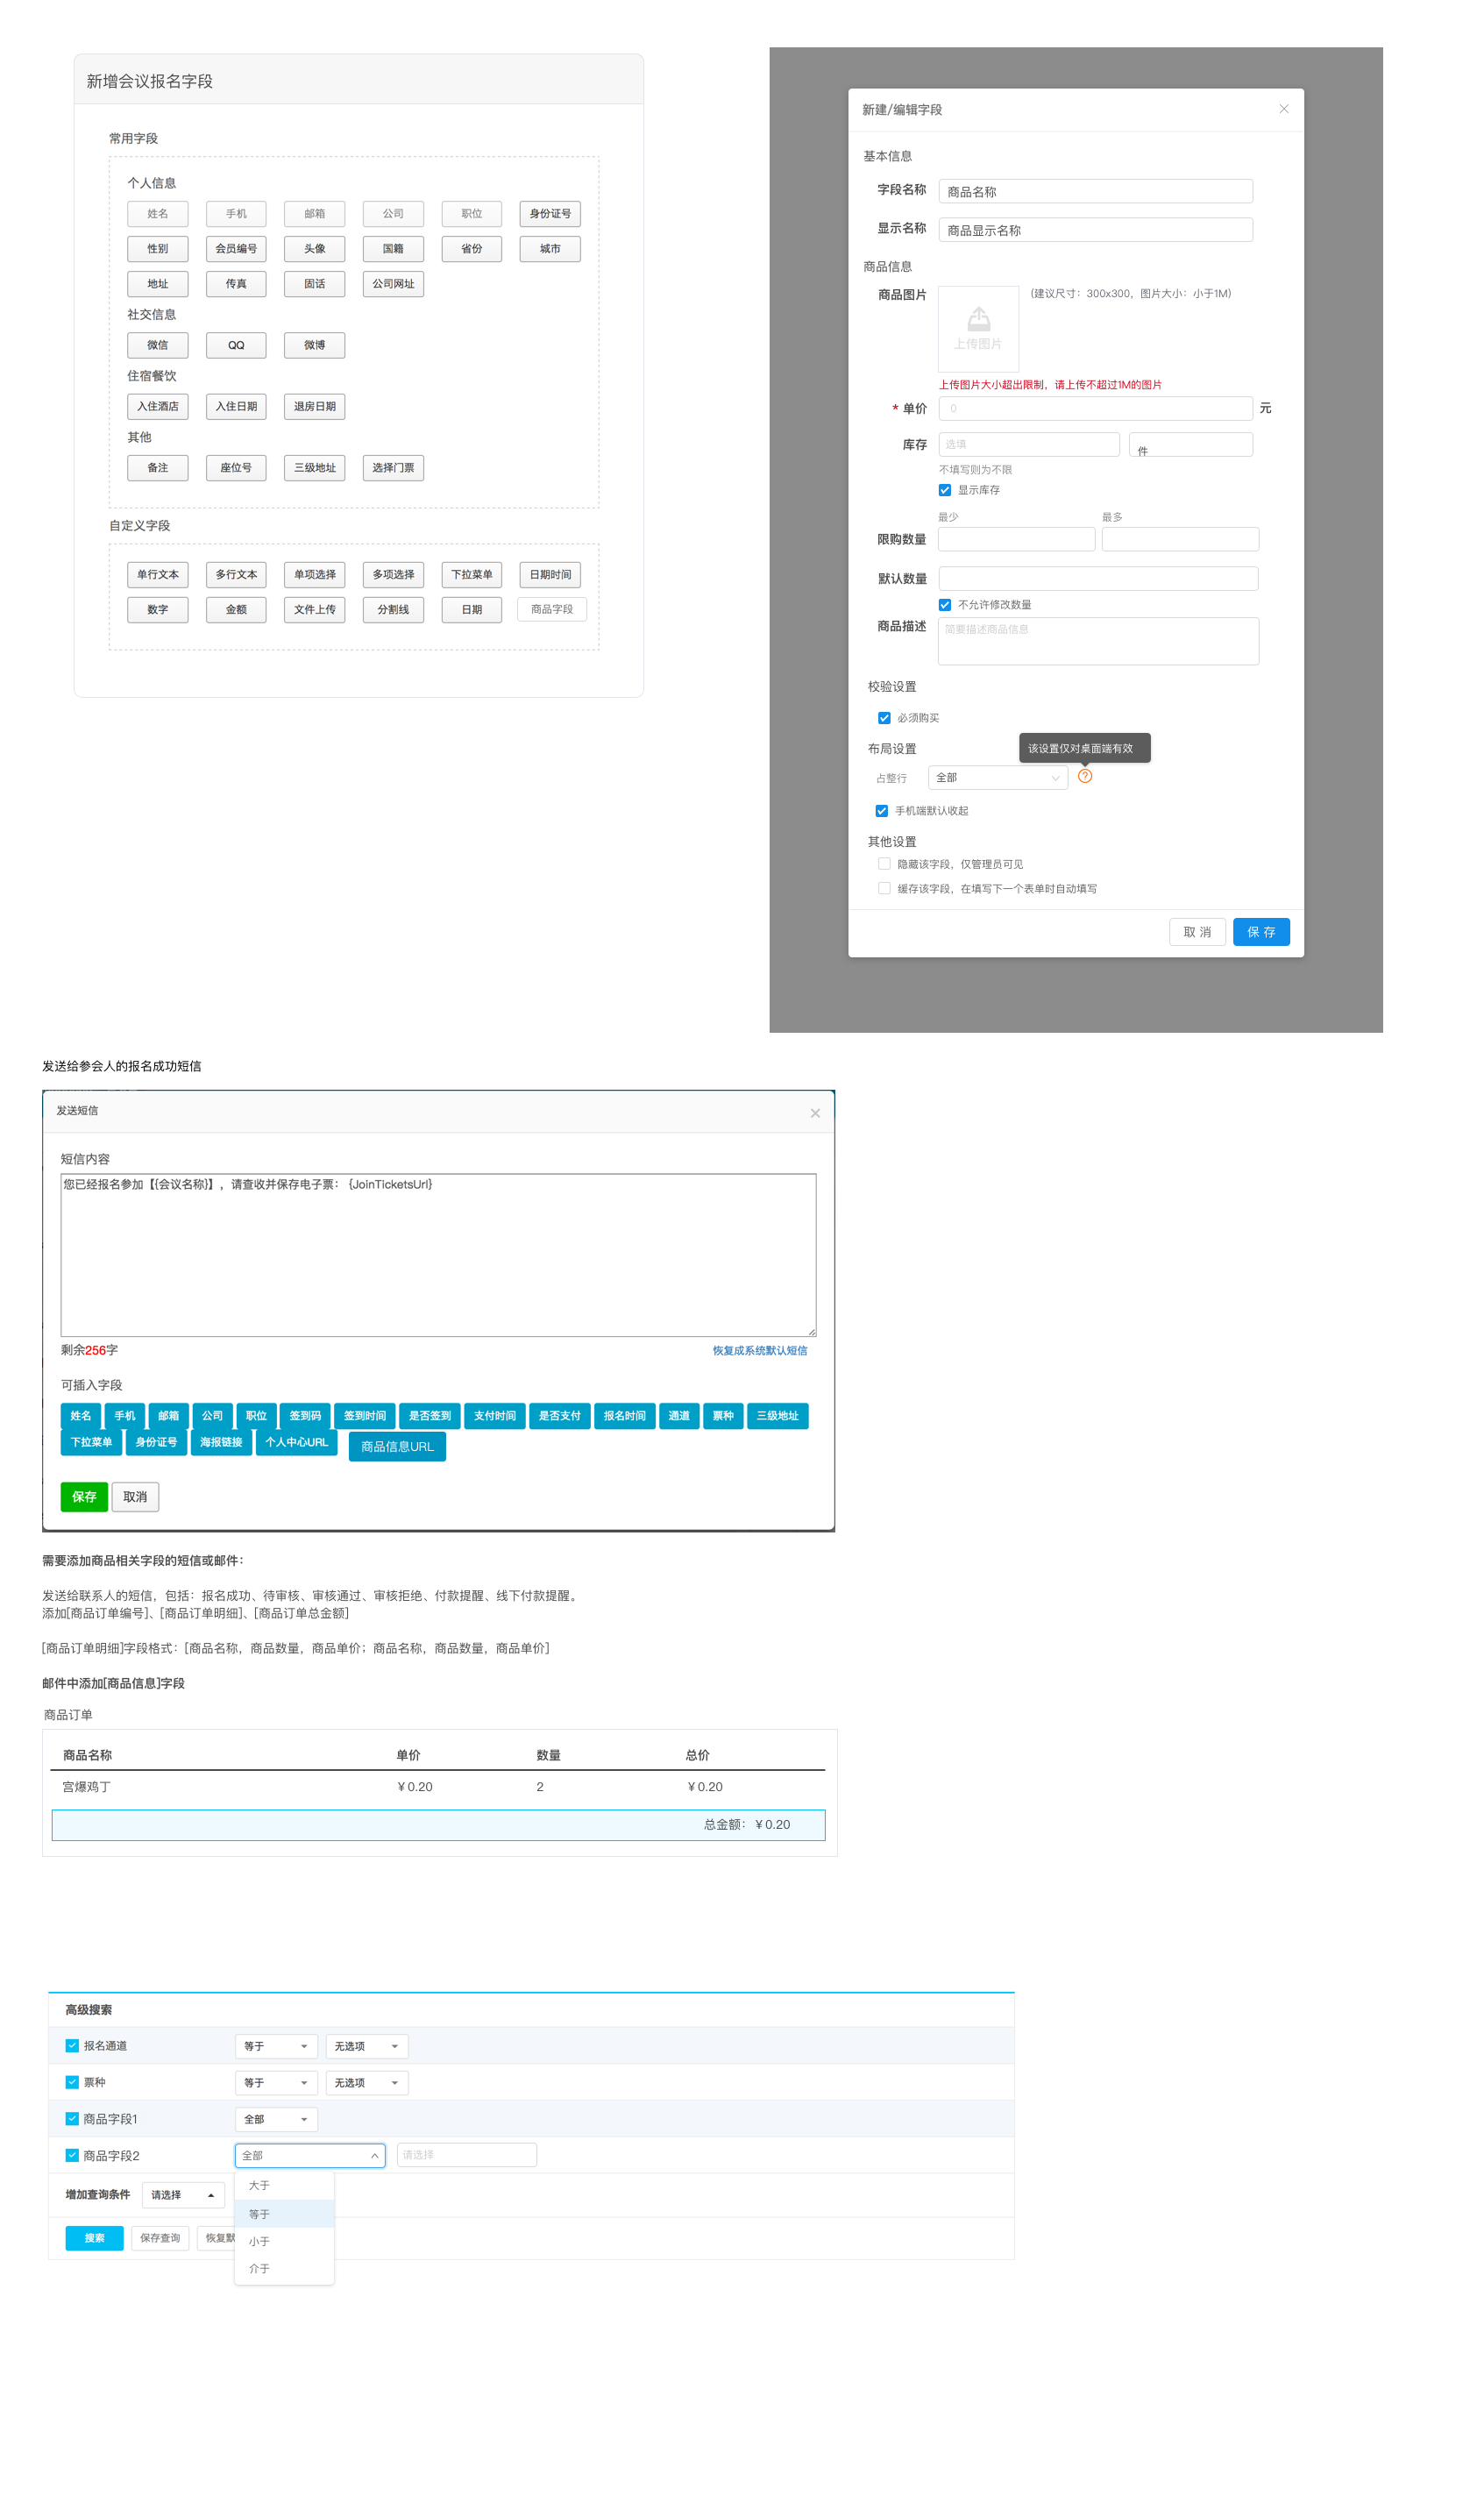 新增会议报名字段
常用字段
个人信息
姓名 手机 邮箱 公司 职位 身份证号
性别 会员编号 头像 国籍 省份 城市
地址 传真 固话 公司网址
社交信息
微信 QQ 微博
住宿餐饮
入住酒店 入住日期 退房日期
其他
备注 座位号 三级地址 选择门票
自定义字段
单行文本 多行文本 单项选择 多项选择 下拉菜单 日期时间
数字 金额 文件上传 分割线 日期 商品字段
新建/编辑字段
基本信息
字段名称 商品名称
显示名称 商品显示名称
商品信息
商品图片 (建议尺寸：300x300，图片大小：小于1M)
上传图片
上传图片大小超出限制，请上传不超过1M的图片
* 单价 0 元
库存 选填 件
不填写则为不限
显示库存
最少 最多
限购数量
默认数量
不允许修改数量
商品描述 简要描述商品信息
校验设置
必须购买
布局设置
该设置仅对桌面端有效
占整行 全部
手机端默认收起
其他设置
隐藏该字段，仅管理员可见
缓存该字段，在填写下一个表单时自动填写
取 消 保 存
发送给参会人的报名成功短信
发送短信
短信内容
您已经报名参加【{会议名称}】，请查收并保存电子票： {JoinTicketsUrl}
剩余256字 恢复成系统默认短信
可插入字段
姓名 手机 邮箱 公司 职位 签到码 签到时间 是否签到 支付时间 是否支付 报名时间 通道 票种 三级地址
下拉菜单 身份证号 海报链接 个人中心URL 商品信息URL
保存 取消
需要添加商品相关字段的短信或邮件：
发送给联系人的短信，包括：报名成功、待审核、审核通过、审核拒绝、付款提醒、线下付款提醒。
添加[商品订单编号]、[商品订单明细]、[商品订单总金额]
[商品订单明细]字段格式：[商品名称，商品数量，商品单价；商品名称，商品数量，商品单价]
邮件中添加[商品信息]字段
商品订单
商品名称 单价 数量 总价
宫爆鸡丁 ￥0.20 2 ￥0.20
总金额：￥0.20
高级搜索
报名通道 等于 无选项
票种 等于 无选项
商品字段1 全部
商品字段2 全部 请选择
大于
增加查询条件 请选择
等于
搜索 保存查询 恢复默
小于
介于